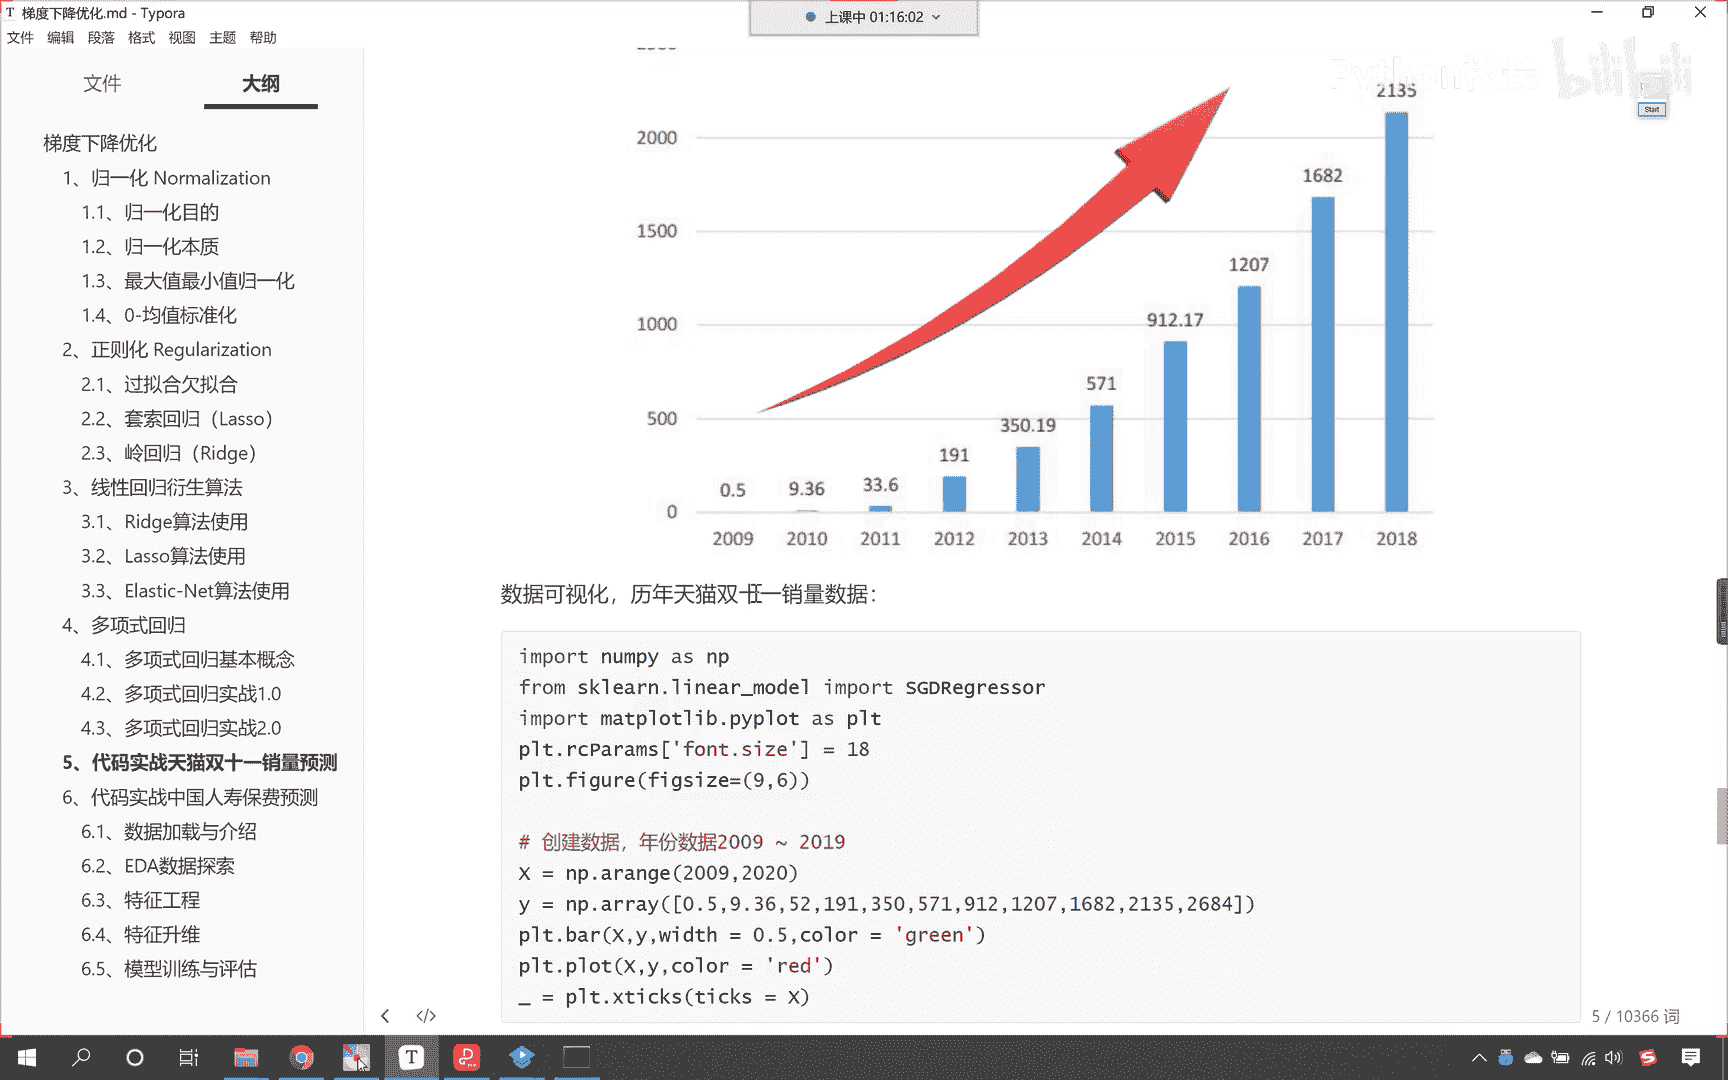 梯度下降优化.md - Typora
上课中 01:16:02
文件 编辑 段落 格式 视图 主题 帮助
文件 大纲
梯度下降优化
1、归一化 Normalization
1.1、归一化目的
1.2、归一化本质
1.3、最大值最小值归一化
1.4、0-均值标准化
2、正则化 Regularization
2.1、过拟合欠拟合
2.2、套索回归（Lasso）
2.3、岭回归（Ridge）
3、线性回归衍生算法
3.1、Ridge算法使用
3.2、Lasso算法使用
3.3、Elastic-Net算法使用
4、多项式回归
4.1、多项式回归基本概念
4.2、多项式回归实战1.0
4.3、多项式回归实战2.0
5、代码实战天猫双十一销量预测
6、代码实战中国人寿保费预测
6.1、数据加载与介绍
6.2、EDA数据探索
6.3、特征工程
6.4、特征升维
6.5、模型训练与评估
bilibili
Start
2135
2000
1682
1500
1207
1000
912.17
571
500
350.19
191
33.6
9.36
0.5
0
2009 2010 2011 2012 2013 2014 2015 2016 2017 2018
数据可视化，历年天猫双十一销量数据：
import numpy as np
from sklearn.linear_model import SGDRegressor
import matplotlib.pyplot as plt
plt.rcParams['font.size'] = 18
plt.figure(figsize=(9,6))
# 创建数据，年份数据2009 ~ 2019
X = np.arange(2009,2020)
y = np.array([0.5,9.36,52,191,350,571,912,1207,1682,2135,2684])
plt.bar(X,y,width = 0.5,color = 'green')
plt.plot(X,y,color = 'red')
_ = plt.xticks(ticks = X)
5 / 10366 词